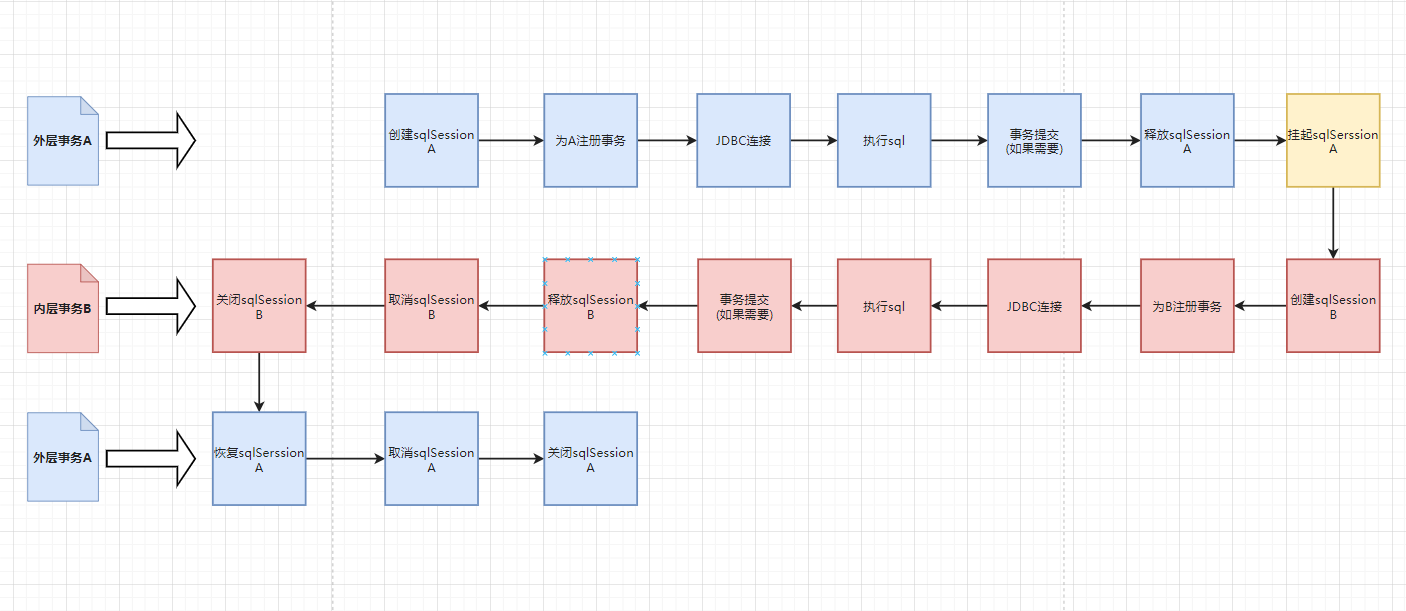 外层事务A
创建sqlSession
A
为A注册事务
JDBC连接
执行sql
事务提交
(如果需要)
释放sqlSession
A
挂起sqlSerssion
A
内层事务B
关闭sqlSession
B
取消sqlSession
B
释放sqlSession
B
事务提交
(如果需要)
执行sql
JDBC连接
为B注册事务
创建sqlSession
B
外层事务A
恢复sqlSerssion
A
取消sqlSession
A
关闭sqlSession
A